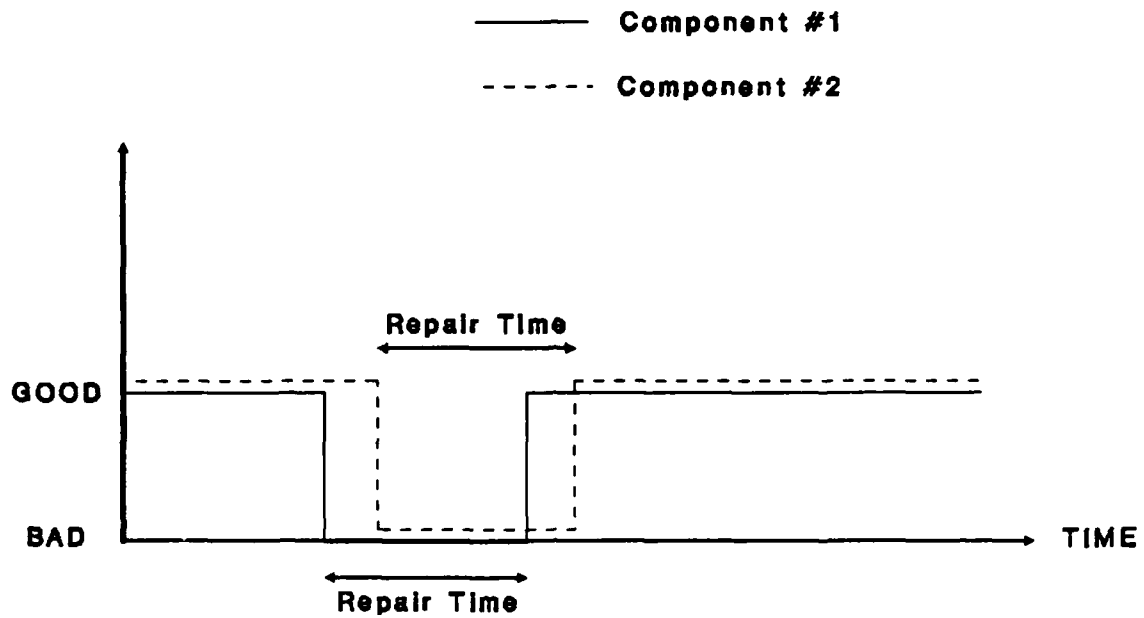 Component #1
Component #2
Repair Time
GOOD
BAD
TIME
Repair Time